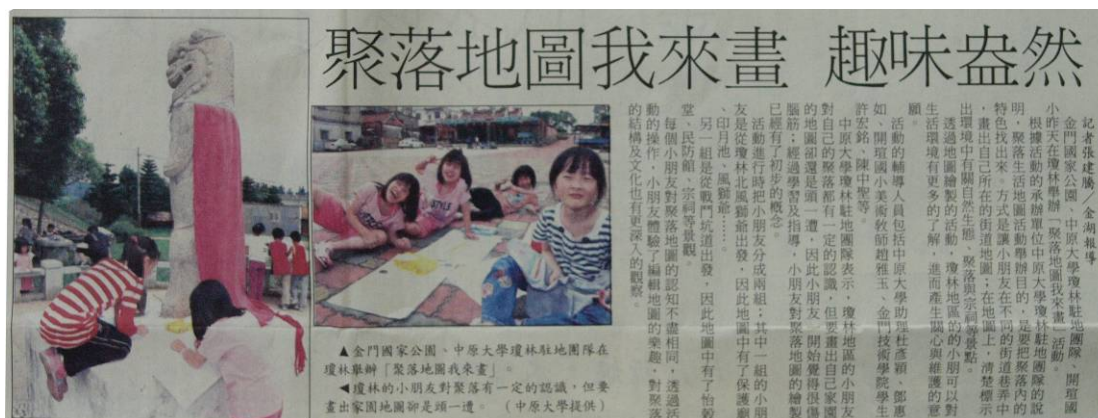 聚落地圖我來畫 趣味盎然
記者張建騰／金湖報導
金門國家公園、中原大學瓊林駐地團隊、開瑄國
小昨天在瓊林舉辦「聚落地圖我來畫」活動。
根據活動的承辦單位中原大學瓊林駐地團隊的說
明，聚落生活地圖活動舉辦目的，是要把聚落內的
特色找出來。方式是讓小朋友在不同的街道巷弄中
，畫出自己所在的街道地圖；在地圖上，清楚標示
出環境中有關自然生態、聚落與宗祠等景點。
透過地圖繪製的活動，瓊林地區的的小朋可以對
生活環境有更多的了解，進而產生關心與維護的意
願。
活動的輔導人員包括中原大學助理杜彥穎、鄭惠
如、開瑄國小美術教師趙雅玉、金門技術學院學生
許宏銘、陳中聖等。
中原大學瓊林駐地團隊表示，瓊林地區的小朋友
對自己的聚落都有一定的認識，但要畫出自己家園
的地圖卻還是頭一遭，因此小朋友一開始覺得很傷
腦筋；經過學習及指導，小朋友對聚落地圖的繪製
已經有了初步的概念。
活動進行時把小朋友分成兩組；其中一組的小朋
友是從瓊林北風獅爺出發，因此地圖中有了保護廟
、印月池、風獅爺……。
另一組是從戰鬥坑道出發，因此地圖中有了怡穀
堂、民防館、宗祠等景觀。
每個小朋友對聚落地圖的認知不盡相同，透過活
動的操作，小朋友體驗了編輯地圖的樂趣，對聚落
的結構及文化也有更深入的觀察。
▲金門國家公園、中原大學瓊林駐地團隊在
瓊林舉辦「聚落地圖我來畫」。
◀瓊林的小朋友對聚落有一定的認識，但要
畫出家園地圖卻是頭一遭。（中原大學提供）